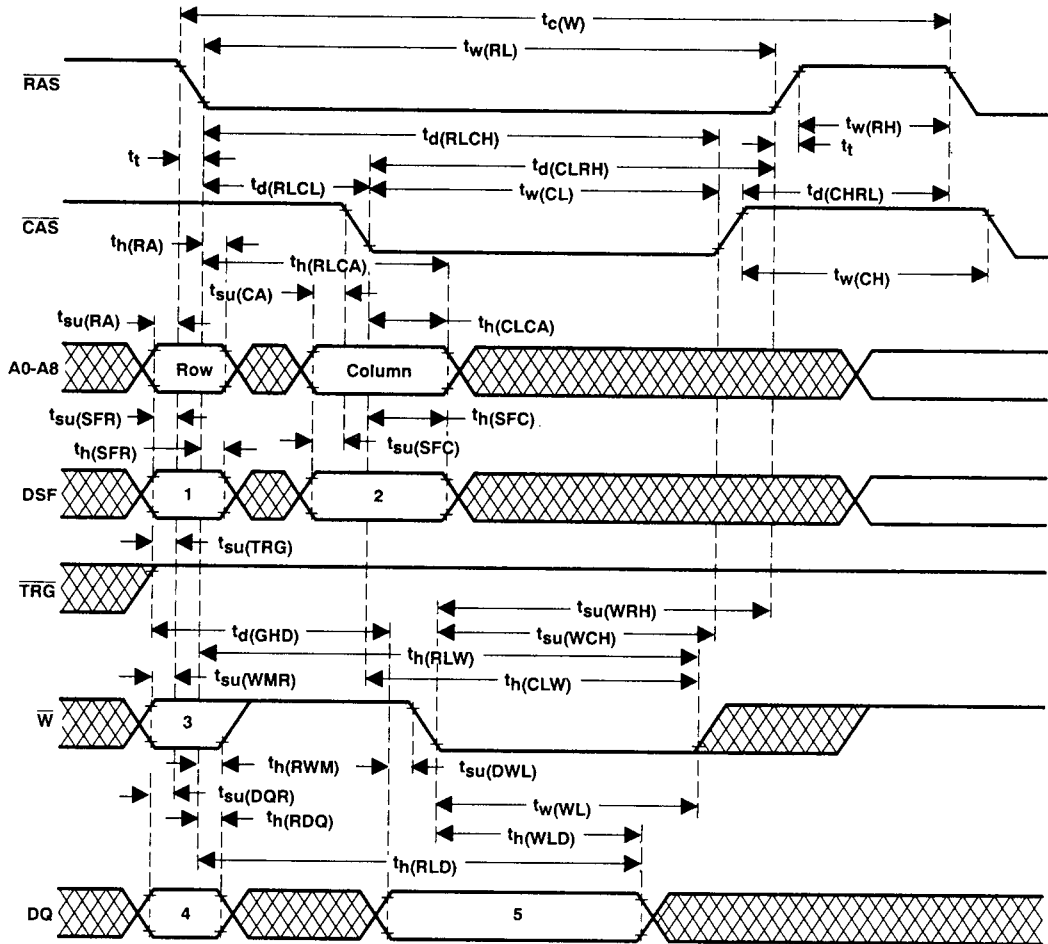 tc(W)
tw(RL)
RAS
tw(RH)
td(RLCH)
tt
tt
td(CLRH)
td(RLCL)
tw(CL)
td(CHRL)
CAS
th(RA)
th(RLCA)
tsu(CA)
tw(CH)
tsu(RA)
th(CLCA)
A0-A8
Row
Column
tsu(SFR)
th(SFC)
th(SFR)
tsu(SFC)
DSF
1
2
tsu(TRG)
TRG
tsu(WRH)
td(GHD)
tsu(WCH)
th(RLW)
tsu(WMR)
th(CLW)
W
3
th(RWM)
tsu(DWL)
tsu(DQR)
tw(WL)
th(RDQ)
th(WLD)
th(RLD)
DQ
4
5